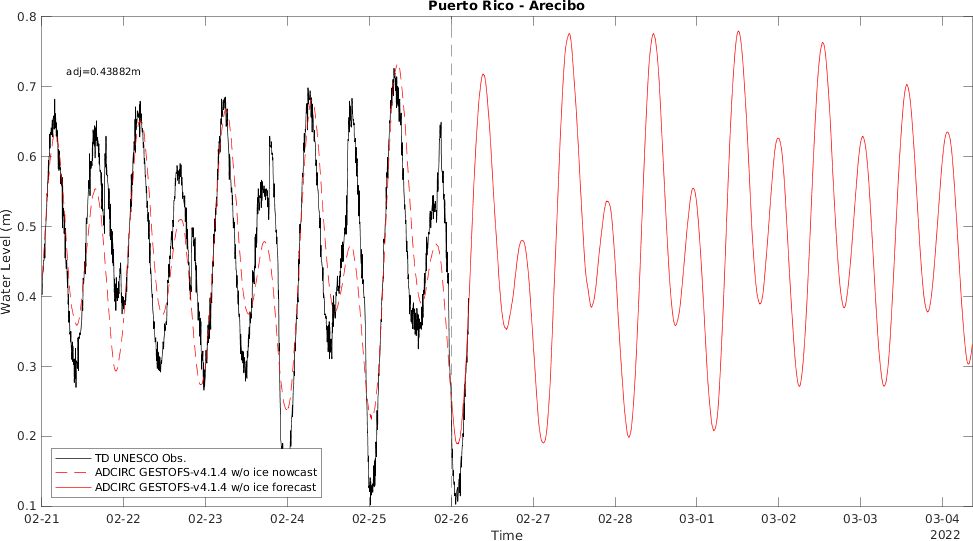 Puerto Rico - Arecibo
0.8
0.7
0.6
0.5
0.4
0.3
0.2
0.1
Water Level (m)
adj=0.43882m
TD UNESCO Obs.
ADCIRC GESTOFS-v4.1.4 w/o ice nowcast
ADCIRC GESTOFS-v4.1.4 w/o ice forecast
02-21 02-22 02-23 02-24 02-25 02-26 02-27 02-28 03-01 03-02 03-03 03-04
2022
Time